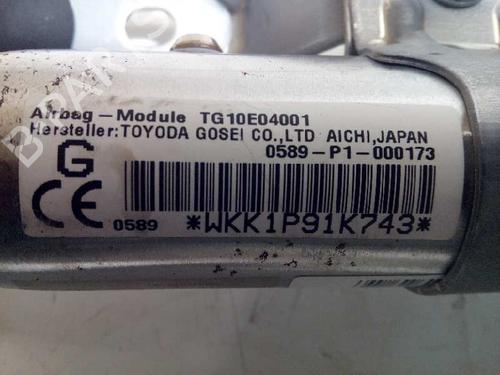 Airbag-Module TG10E04001
Hersteller:TOYODA GOSEI CO.,LTD AICHI,JAPAN
0589-P1-000173
G
CE 0589
*WKK1P91K743*